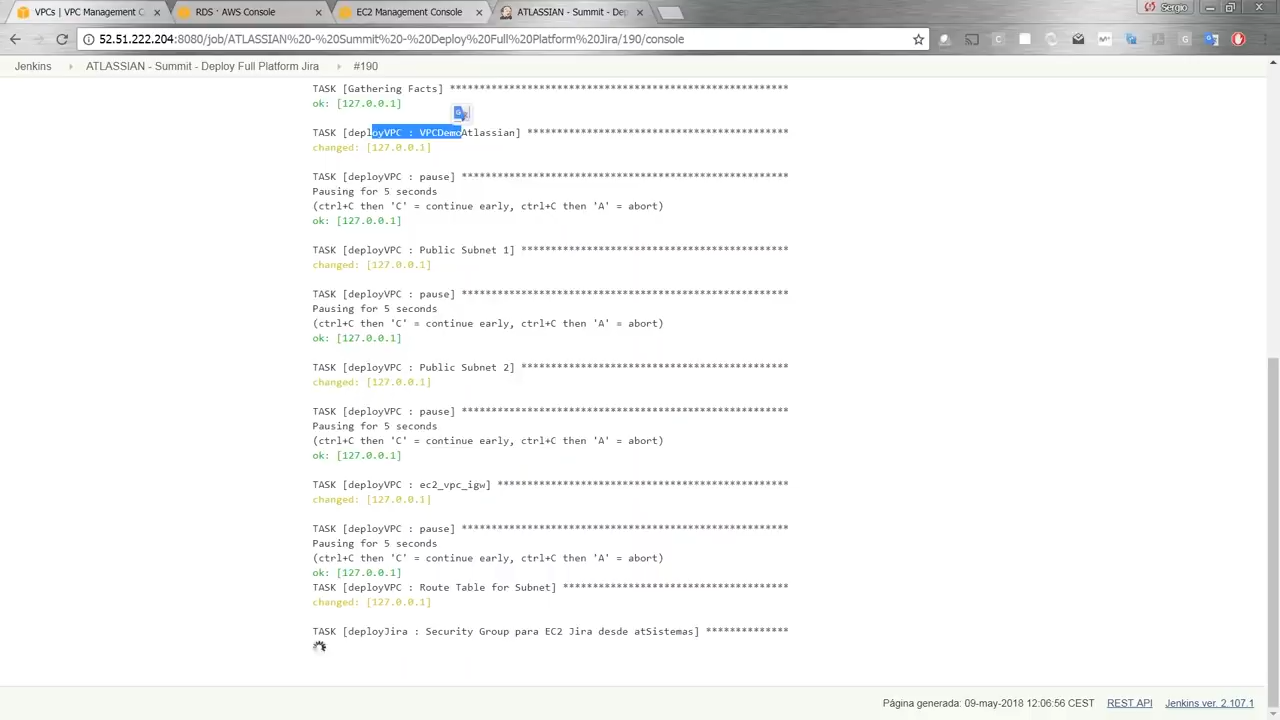 VPCs | VPC Management Co
RDS · AWS Console
EC2 Management Console
ATLASSIAN - Summit - Dep
Sergio
52.51.222.204:8080/job/ATLASSIAN%20-%20Summit%20-%20Deploy%20Full%20Platform%20Jira/190/console
Jenkins
ATLASSIAN - Summit - Deploy Full Platform Jira
#190
TASK [Gathering Facts] *********************************************************
ok: [127.0.0.1]
TASK [deployVPC : VPCDemoAtlassian] ********************************************
changed: [127.0.0.1]
TASK [deployVPC : pause] *******************************************************
Pausing for 5 seconds
(ctrl+C then 'C' = continue early, ctrl+C then 'A' = abort)
ok: [127.0.0.1]
TASK [deployVPC : Public Subnet 1] *********************************************
changed: [127.0.0.1]
TASK [deployVPC : pause] *******************************************************
Pausing for 5 seconds
(ctrl+C then 'C' = continue early, ctrl+C then 'A' = abort)
ok: [127.0.0.1]
TASK [deployVPC : Public Subnet 2] *********************************************
changed: [127.0.0.1]
TASK [deployVPC : pause] *******************************************************
Pausing for 5 seconds
(ctrl+C then 'C' = continue early, ctrl+C then 'A' = abort)
ok: [127.0.0.1]
TASK [deployVPC : ec2_vpc_igw] *************************************************
changed: [127.0.0.1]
TASK [deployVPC : pause] *******************************************************
Pausing for 5 seconds
(ctrl+C then 'C' = continue early, ctrl+C then 'A' = abort)
ok: [127.0.0.1]
TASK [deployVPC : Route Table for Subnet] **************************************
changed: [127.0.0.1]
TASK [deployJira : Security Group para EC2 Jira desde atSistemas] **************
Página generada: 09-may-2018 12:06:56 CEST
REST API
Jenkins ver. 2.107.1